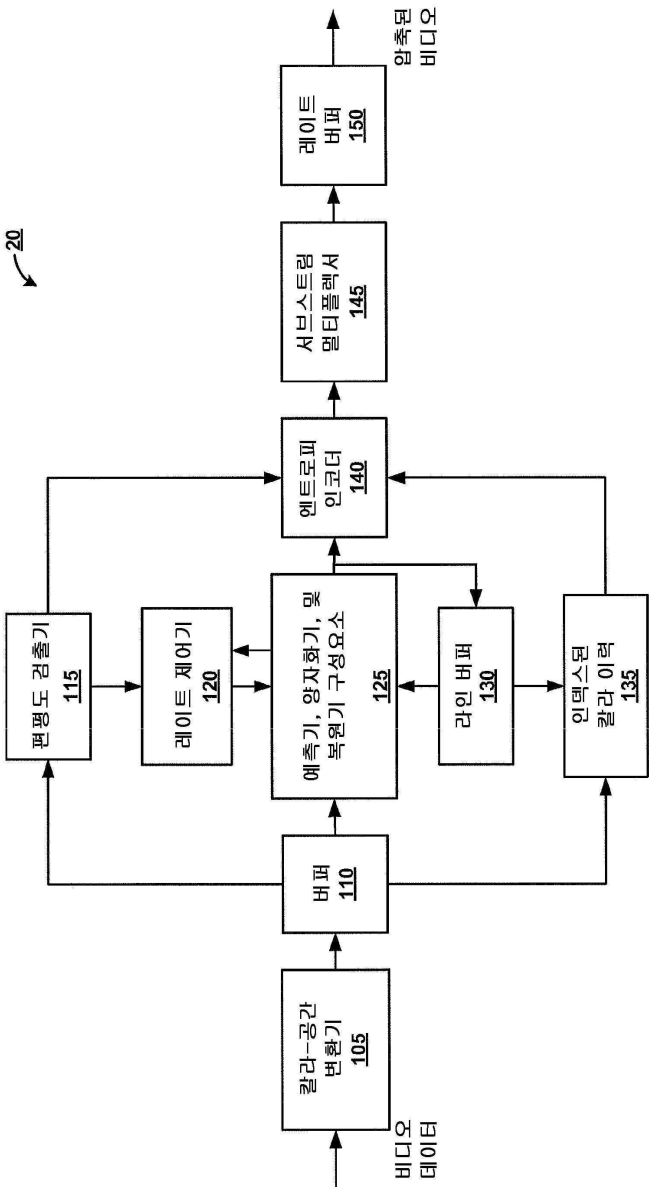 20
비디오
데이터
칼라-공간
변환기
105
버퍼
110
편평도 검출기
115
레이트 제어기
120
예측기, 양자화기, 및
복원기 구성요소
125
라인 버퍼
130
인덱스된
칼라 이력
135
엔트로피
인코더
140
서브스트림
멀티플렉서
145
레이트
버퍼
150
압축된
비디오